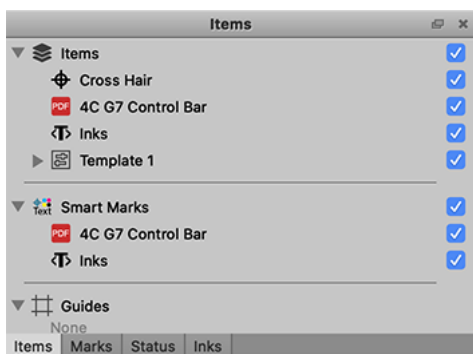 Items
Items
Cross Hair
PDF 4C G7 Control Bar
T Inks
Template 1
Text Smart Marks
PDF 4C G7 Control Bar
T Inks
Guides
None
Items Marks Status Inks